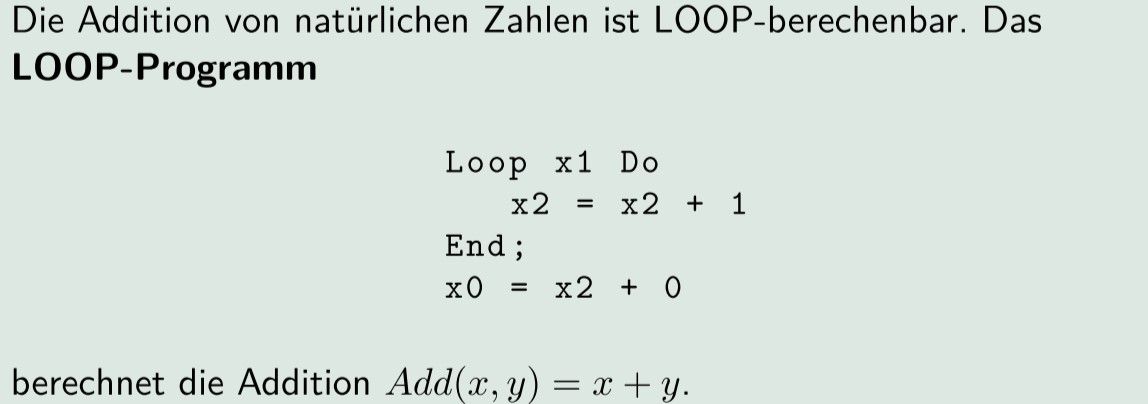 Die Addition von natürlichen Zahlen ist LOOP-berechenbar. Das
LOOP-Programm
Loop x1 Do
    x2 = x2 + 1
End;
x0 = x2 + 0
berechnet die Addition Add(x, y) = x + y.